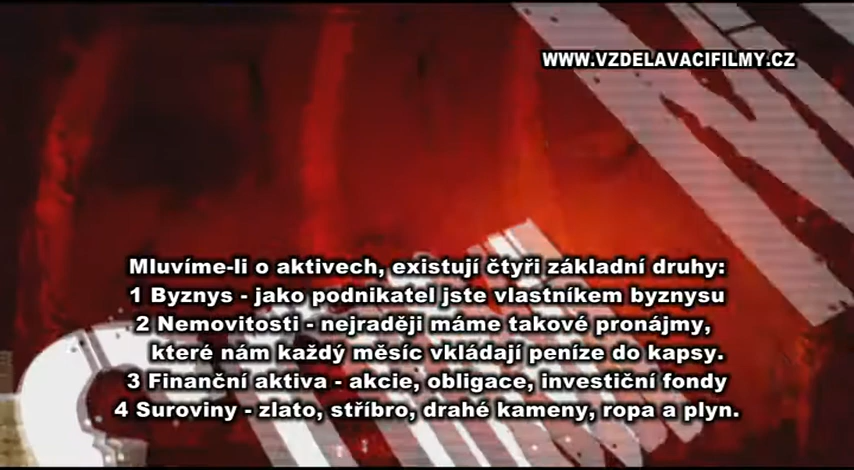 WWW.VZDELAVACIFILMY.CZ
Mluvíme-li o aktivech, existují čtyři základní druhy:
1 Byznys - jako podnikatel jste vlastníkem byznysu
2 Nemovitosti - nejraději máme takové pronájmy,
které nám každý měsíc vkládají peníze do kapsy.
3 Finanční aktiva - akcie, obligace, investiční fondy
4 Suroviny - zlato, stříbro, drahé kameny, ropa a plyn.